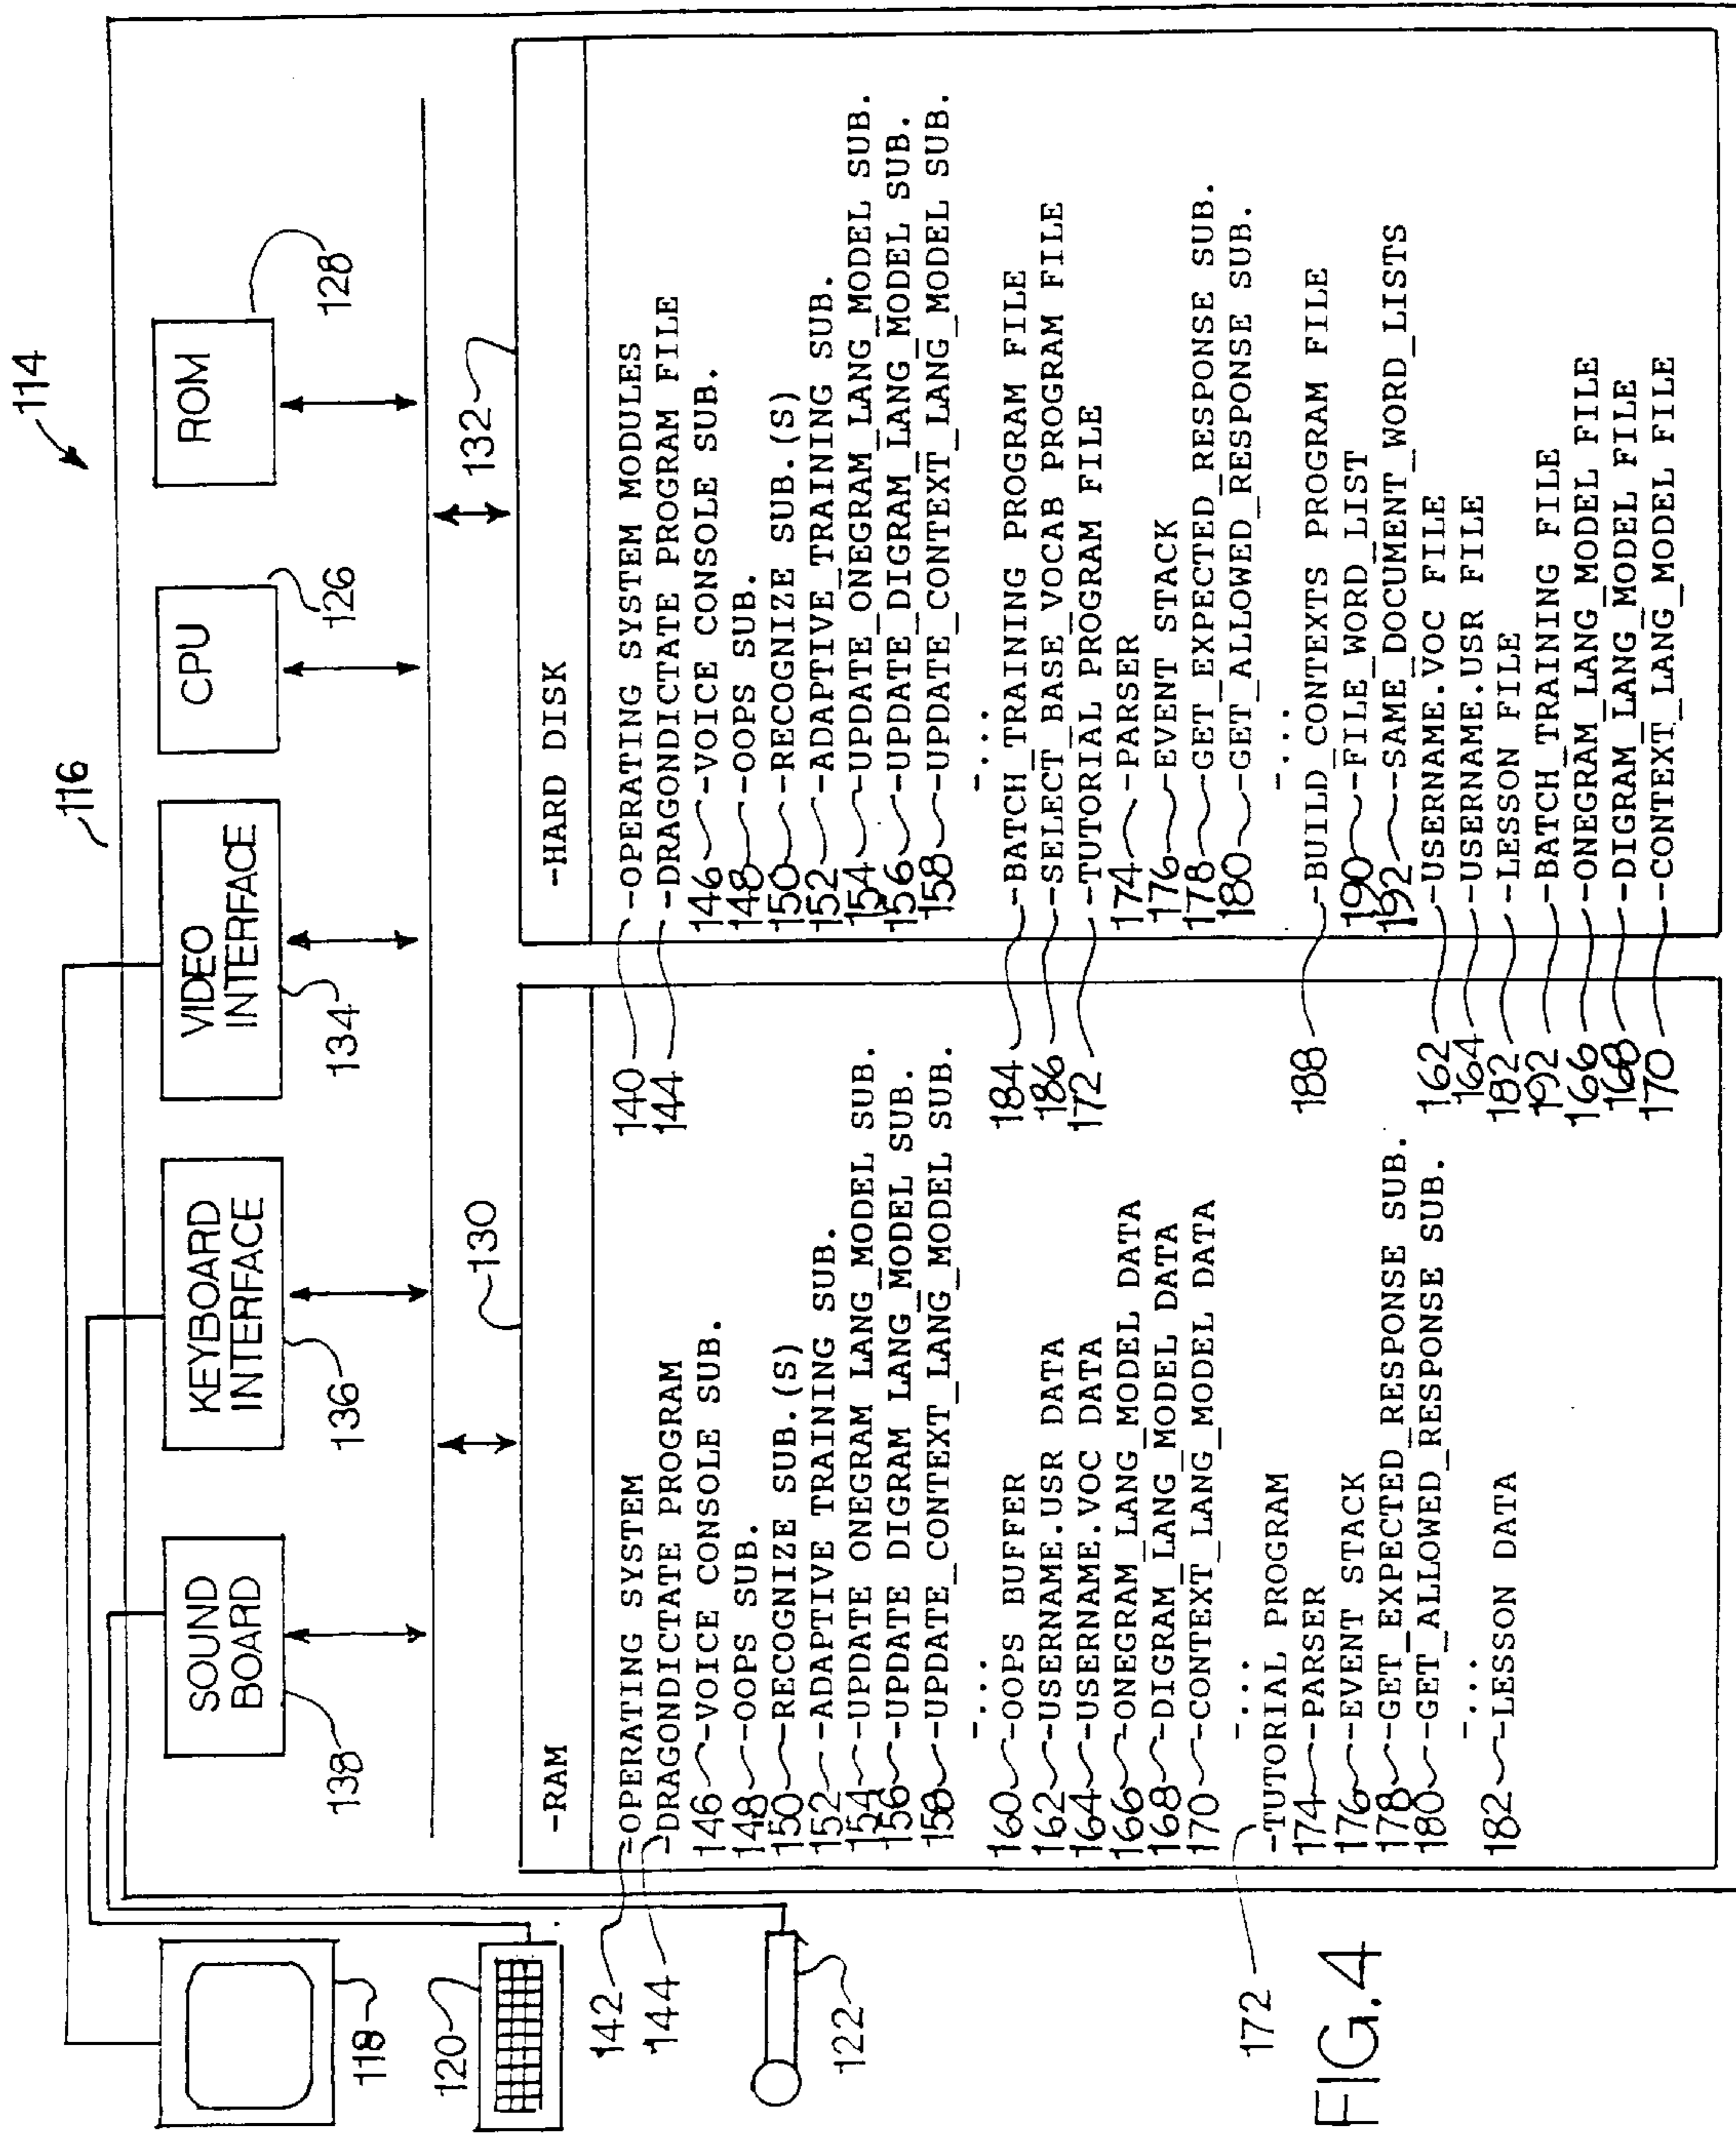 114
116
SOUND
BOARD
138
KEYBOARD
INTERFACE
136
VIDEO
INTERFACE
134
CPU
126
ROM
128
118
120
122
130
132
-RAM
142 -OPERATING SYSTEM
144 -DRAGONDICTATE PROGRAM
146 -VOICE CONSOLE SUB.
148 -OOPS SUB.
150 -RECOGNIZE SUB.(S)
152 -ADAPTIVE TRAINING SUB.
154 -UPDATE ONEGRAM LANG_MODEL SUB.
156 -UPDATE DIGRAM LANG_MODEL SUB.
158 -UPDATE_CONTEXT_LANG_MODEL SUB.
-...
160 -OOPS BUFFER
162 -USERNAME.USR DATA
164 -USERNAME.VOC DATA
166 -ONEGRAM_LANG_MODEL DATA
168 -DIGRAM_LANG_MODEL DATA
170 -CONTEXT_LANG_MODEL DATA
-...
172 -TUTORIAL PROGRAM
174 -PARSER
176 -EVENT STACK
178 -GET_EXPECTED_RESPONSE SUB.
180 -GET_ALLOWED_RESPONSE SUB.
-...
182 -LESSON DATA
-HARD DISK
140 -OPERATING SYSTEM MODULES
144 -DRAGONDICTATE PROGRAM FILE
146 -VOICE CONSOLE SUB.
148 -OOPS SUB.
150 -RECOGNIZE SUB.(S)
152 -ADAPTIVE_TRAINING SUB.
154 -UPDATE_ONEGRAM_LANG_MODEL SUB.
156 -UPDATE_DIGRAM_LANG_MODEL SUB.
158 -UPDATE_CONTEXT_LANG_MODEL SUB.
-...
184 -BATCH_TRAINING PROGRAM FILE
186 -SELECT_BASE_VOCAB PROGRAM FILE
172 -TUTORIAL PROGRAM FILE
174 -PARSER
176 -EVENT STACK
178 -GET_EXPECTED_RESPONSE SUB.
180 -GET_ALLOWED_RESPONSE SUB.
-...
188 -BUILD_CONTEXTS PROGRAM FILE
190 -FILE_WORD_LIST
192 -SAME_DOCUMENT_WORD_LISTS
162 -USERNAME.VOC FILE
164 -USERNAME.USR FILE
182 -LESSON FILE
192 -BATCH_TRAINING FILE
166 -ONEGRAM_LANG_MODEL FILE
168 -DIGRAM_LANG_MODEL FILE
170 -CONTEXT_LANG_MODEL FILE
FIG.4